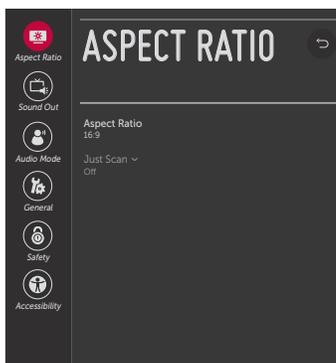 Aspect Ratio
Sound Out
Audio Mode
General
Safety
Accessibility
ASPECT RATIO
Aspect Ratio
16:9
Just Scan
Off